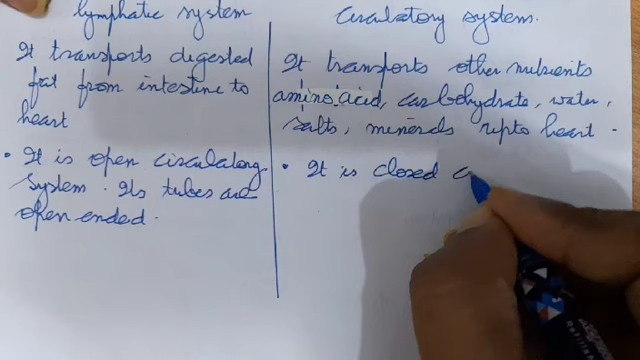 lymphatic system
It transports digested
fat from intestine to
heart
• It is open circulatory
system. Its tubes are
open ended.
Circulatory system.
It transports other nutrients
amino acid, carbohydrate, water,
salts, minerals upto heart.
• It is closed c